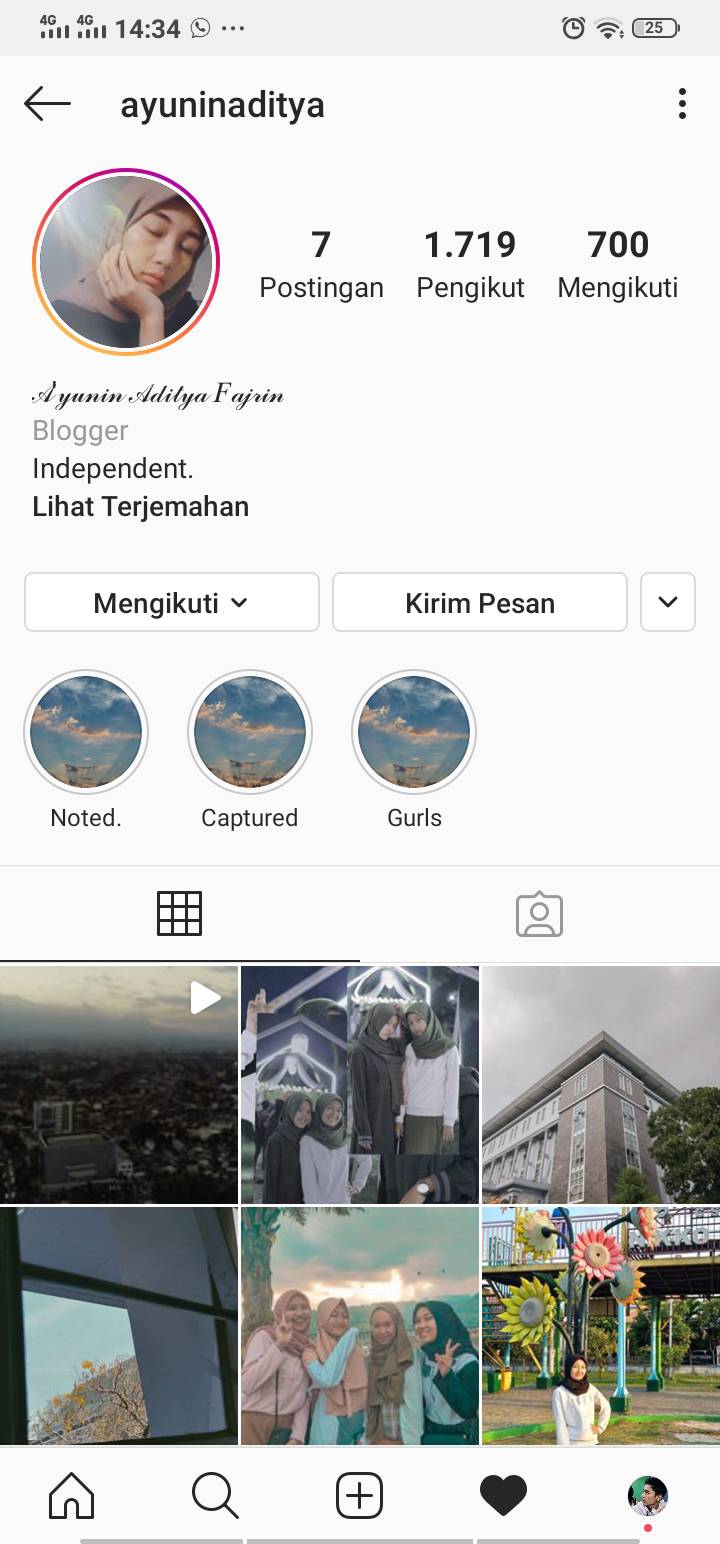 4G 4G 14:34 ... 25
ayuninaditya
7 1.719 700
Postingan Pengikut Mengikuti
𝒜'𝓎𝓊𝓃𝒾𝓃 𝒜𝒹𝒾𝓉𝓎𝒶 𝐹𝒶𝒿𝓇𝒾𝓃
Blogger
Independent.
Lihat Terjemahan
Mengikuti Kirim Pesan
Noted. Captured Gurls